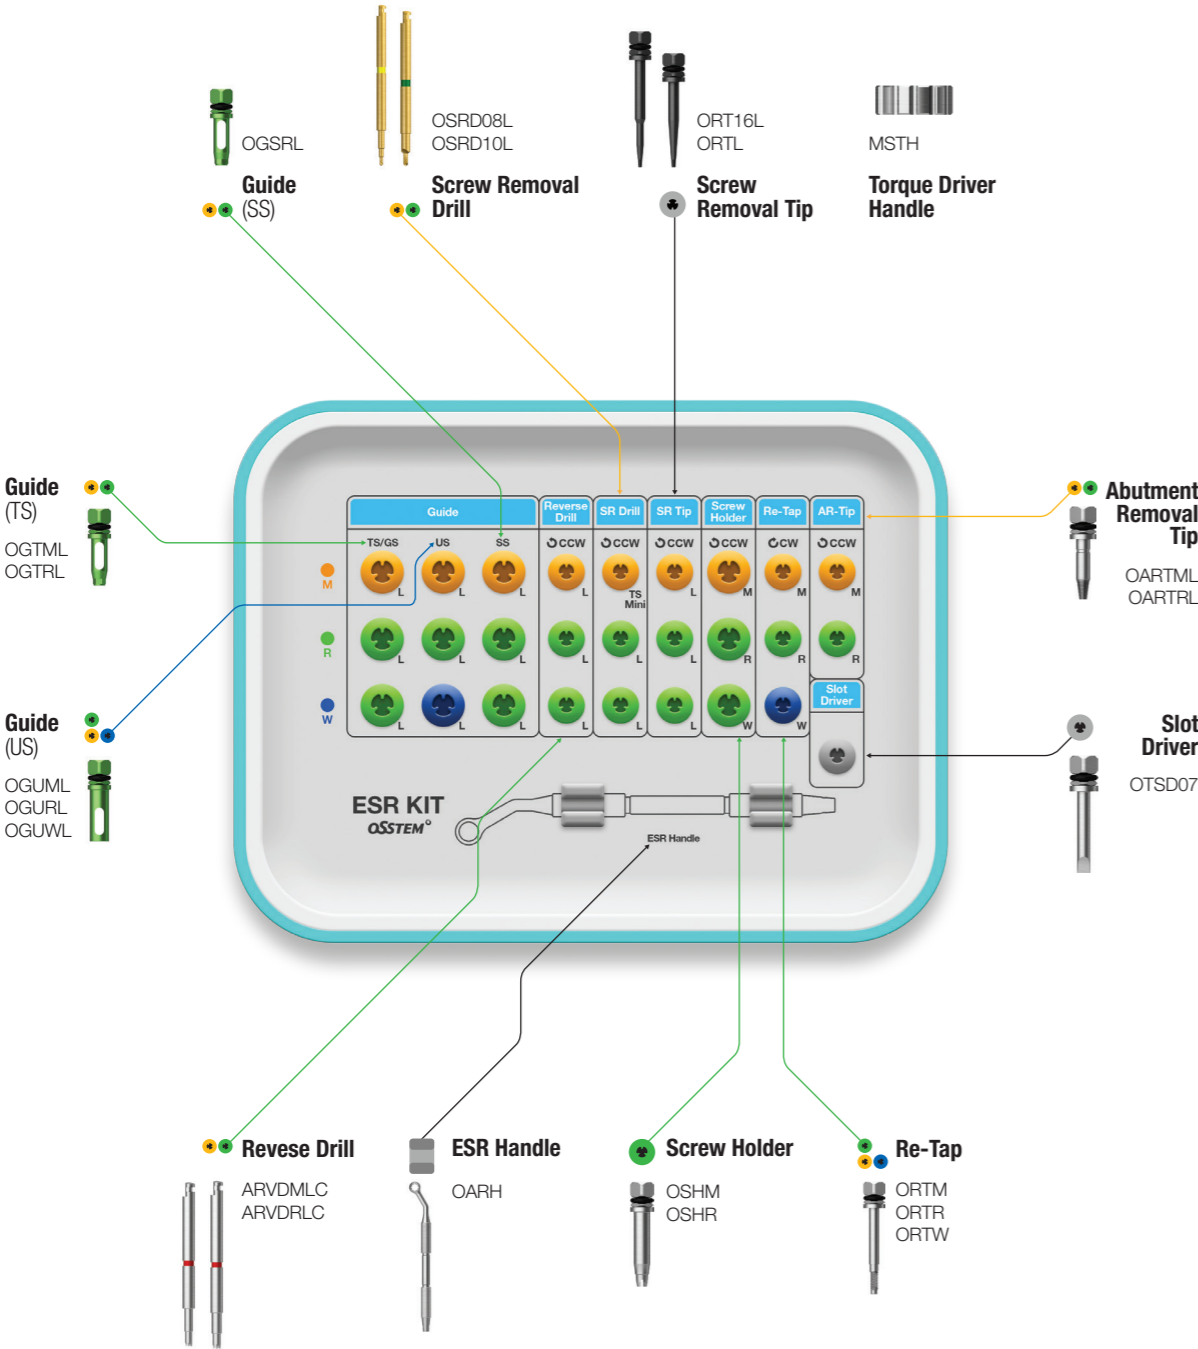 OGSRL
Guide
(SS)
OSRD08L
OSRD10L
Screw Removal
Drill
ORT16L
ORTL
Screw
Removal Tip
MSTH
Torque Driver
Handle
Guide
(TS)
OGTML
OGTRL
Guide
(US)
OGUML
OGURL
OGUWL
Abutment
Removal
Tip
OARTML
OARTRL
Slot
Driver
OTSD07
Guide
Reverse
Drill
SR Drill
SR Tip
Screw
Holder
Re-Tap
AR-Tip
TS/GS
US
SS
CCW
CCW
CCW
CCW
CW
CCW
M
L
L
L
L
TS
Mini
L
M
M
M
R
L
L
L
L
L
L
R
R
R
Slot
Driver
W
L
L
L
L
L
L
W
W
ESR KIT
OSSTEM
ESR Handle
Revese Drill
ARVDMLC
ARVDRLC
ESR Handle
OARH
Screw Holder
OSHM
OSHR
Re-Tap
ORTM
ORTR
ORTW